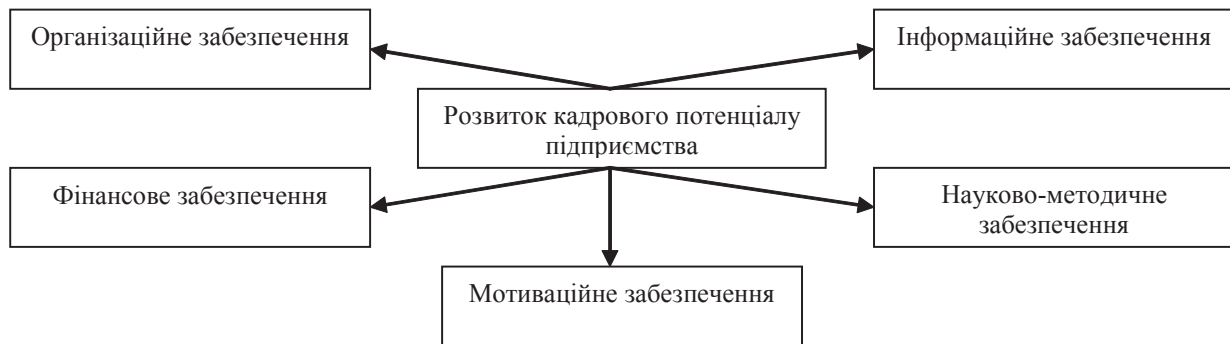 Організаційне забезпечення
Інформаційне забезпечення
Розвиток кадрового потенціалу
підприємства
Фінансове забезпечення
Науково-методичне
забезпечення
Мотиваційне забезпечення